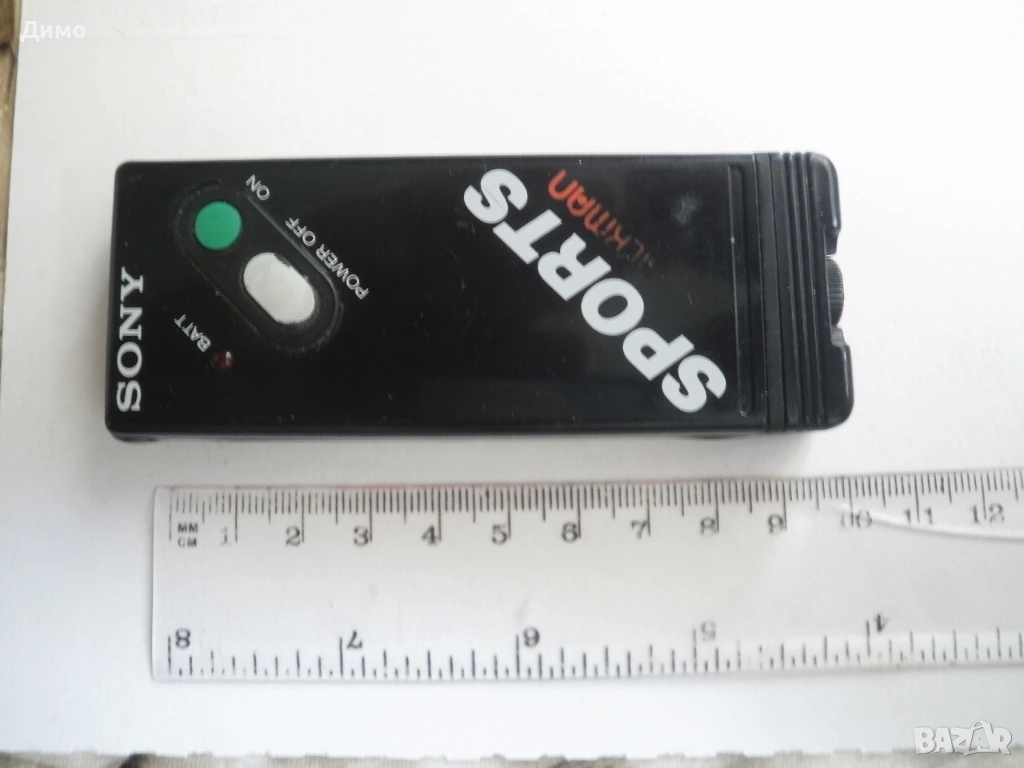 Димо
SONY
ON
POWER OFF
BATT
SPORTS
MM
CM
1 2 3 4 5 6 7 8 9 10 11 12
8 7 6 5 4
BAZAR